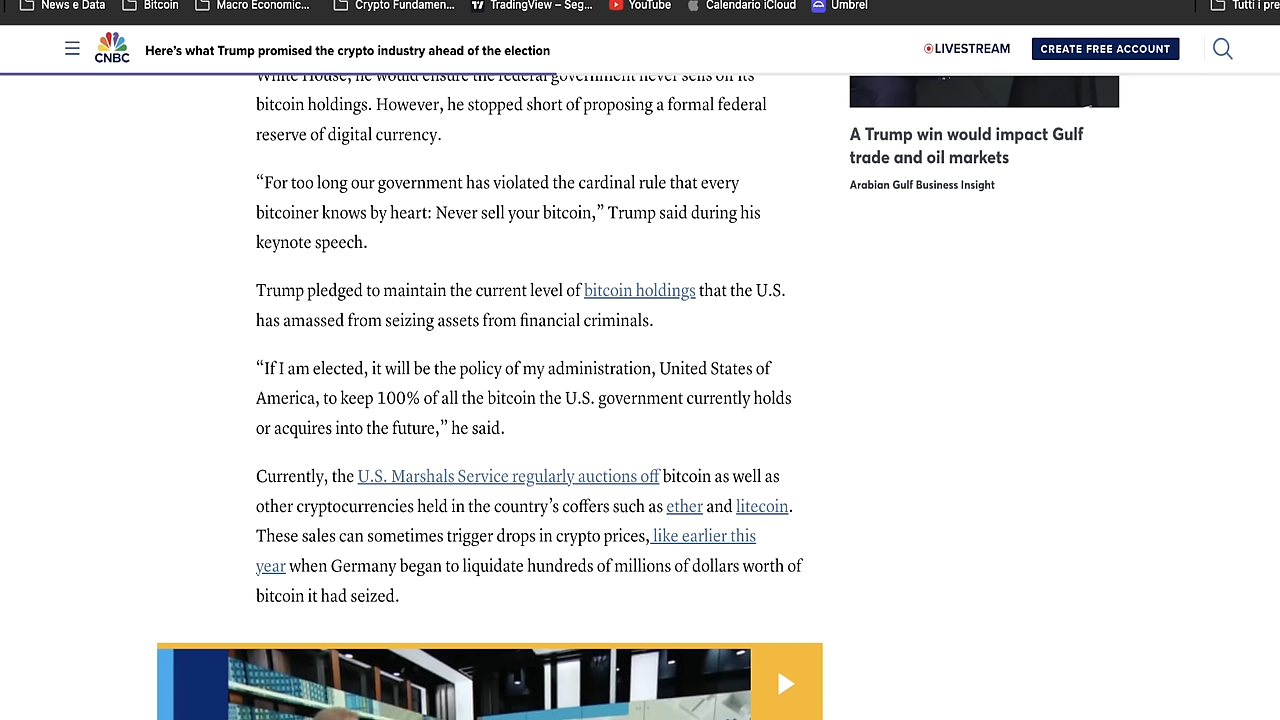 News e Data
Bitcoin
Macro Economic...
Crypto Fundamen...
TradingView – Seg...
YouTube
Calendario iCloud
Umbrel
Tutti i pre
CNBC
Here’s what Trump promised the crypto industry ahead of the election
LIVESTREAM
CREATE FREE ACCOUNT
White House, he would ensure the federal government never sells off its
bitcoin holdings. However, he stopped short of proposing a formal federal
reserve of digital currency.
“For too long our government has violated the cardinal rule that every
bitcoiner knows by heart: Never sell your bitcoin,” Trump said during his
keynote speech.
Trump pledged to maintain the current level of bitcoin holdings that the U.S.
has amassed from seizing assets from financial criminals.
“If I am elected, it will be the policy of my administration, United States of
America, to keep 100% of all the bitcoin the U.S. government currently holds
or acquires into the future,” he said.
Currently, the U.S. Marshals Service regularly auctions off bitcoin as well as
other cryptocurrencies held in the country’s coffers such as ether and litecoin.
These sales can sometimes trigger drops in crypto prices, like earlier this
year when Germany began to liquidate hundreds of millions of dollars worth of
bitcoin it had seized.
A Trump win would impact Gulf
trade and oil markets
Arabian Gulf Business Insight